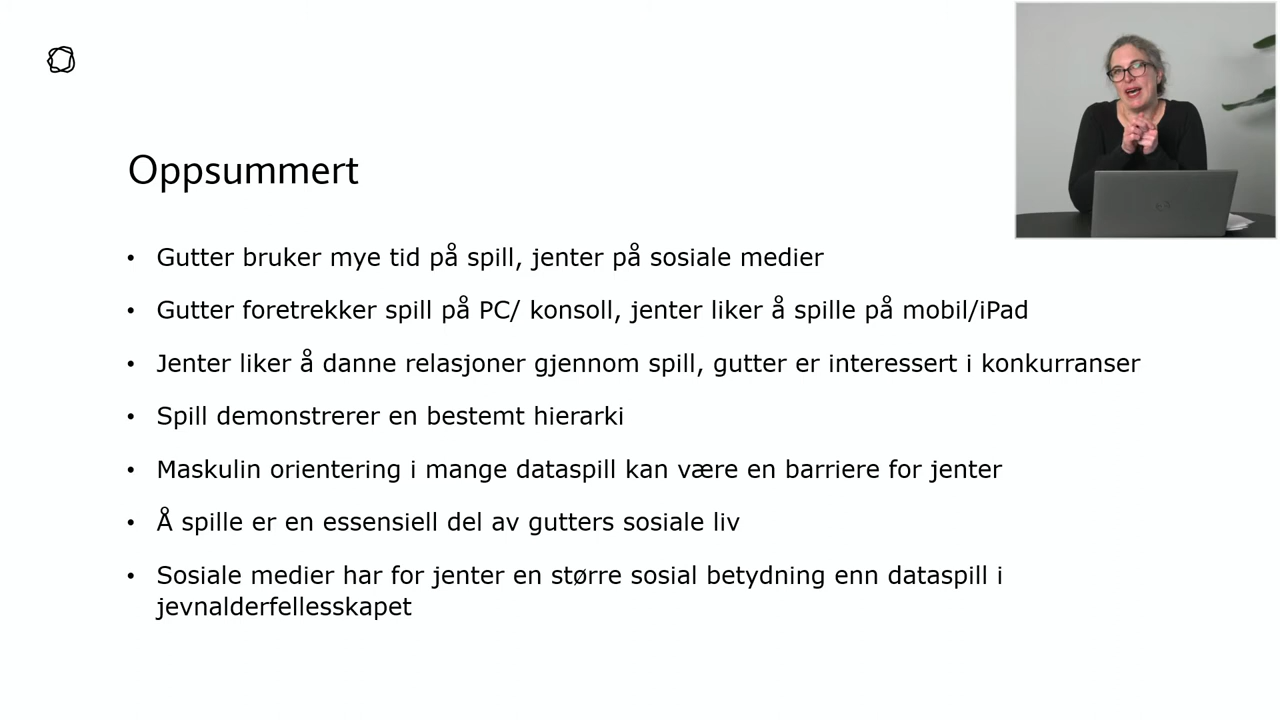 Oppsummert
• Gutter bruker mye tid på spill, jenter på sosiale medier
• Gutter foretrekker spill på PC/ konsoll, jenter liker å spille på mobil/iPad
• Jenter liker å danne relasjoner gjennom spill, gutter er interessert i konkurranser
• Spill demonstrerer en bestemt hierarki
• Maskulin orientering i mange dataspill kan være en barriere for jenter
• Å spille er en essensiell del av gutters sosiale liv
• Sosiale medier har for jenter en større sosial betydning enn dataspill i
jevnalderfellesskapet